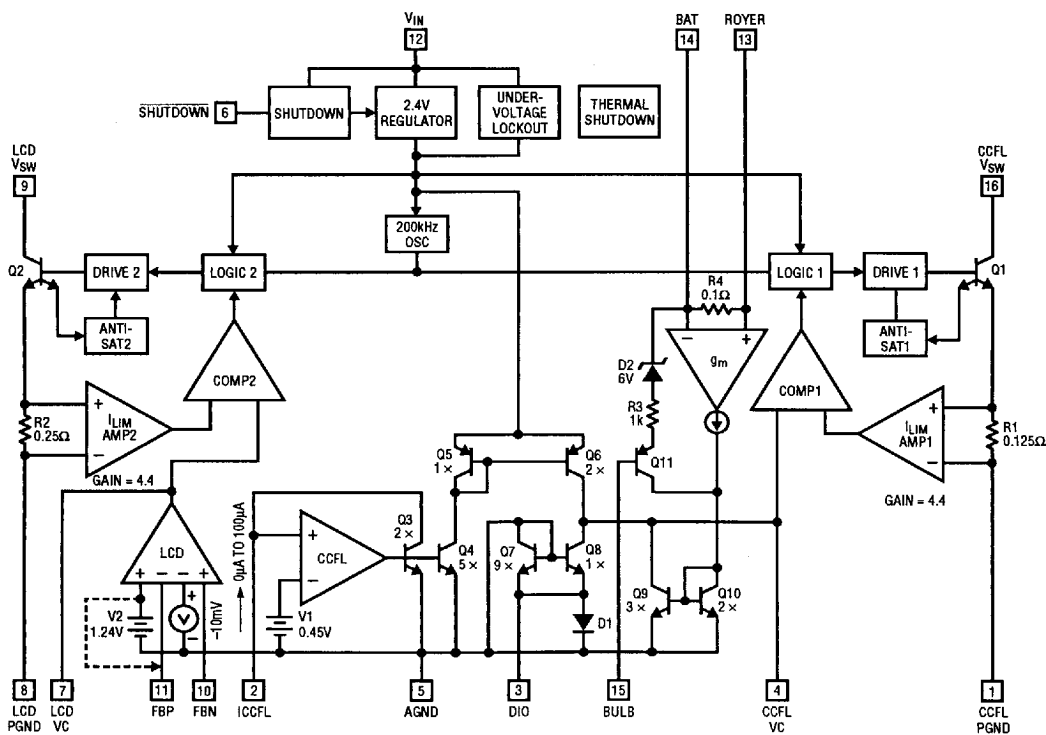 VIN
12
BAT
14
ROYER
13
SHUTDOWN
6
SHUTDOWN
2.4V
REGULATOR
UNDER-
VOLTAGE
LOCKOUT
THERMAL
SHUTDOWN
LCD
VSW
9
CCFL
VSW
16
200kHz
OSC
Q2
DRIVE 2
LOGIC 2
LOGIC 1
DRIVE 1
Q1
R4
0.1Ω
ANTI-
SAT2
ANTI-
SAT1
COMP2
D2
6V
−
+
gm
COMP1
R3
1k
R2
0.25Ω
+
−
ILIM
AMP2
GAIN = 4.4
+
−
ILIM
AMP1
GAIN = 4.4
R1
0.125Ω
Q5
1×
Q6
2×
Q11
LCD
+
−
−
+
0μA TO 100μA
+
−
CCFL
Q3
2×
Q4
5×
Q7
9×
Q8
1×
Q9
3×
Q10
2×
V2
1.24V
+
V
−
−10mV
V1
0.45V
D1
8
LCD
PGND
7
LCD
VC
11
FBP
10
FBN
2
ICCFL
5
AGND
3
DIO
15
BULB
4
CCFL
VC
1
CCFL
PGND